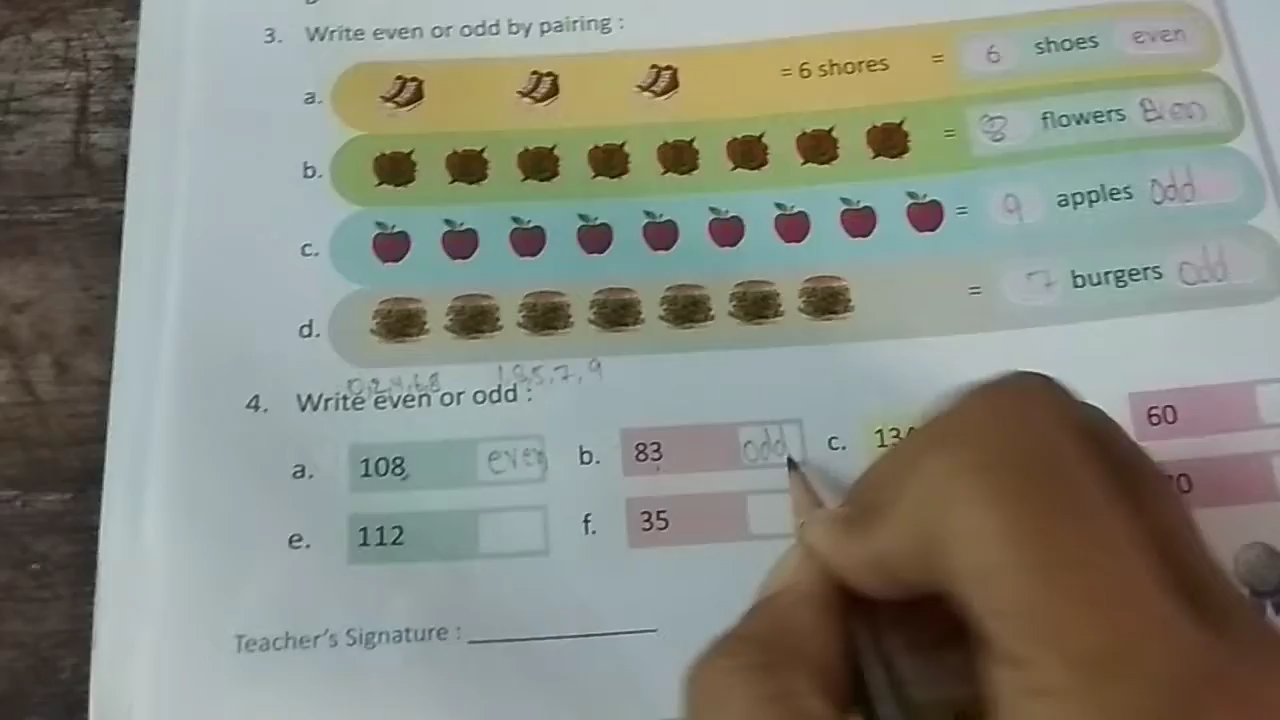 3. Write even or odd by pairing :
a. = 6 shores = 6 shoes even
b. = 8 flowers Even
c. = 9 apples odd
d. = 7 burgers odd
0,2,4,6,8 1,3,5,7,9
4. Write even or odd :
a. 108 even b. 83 odd c. 60
e. 112 f. 35
Teacher's Signature :